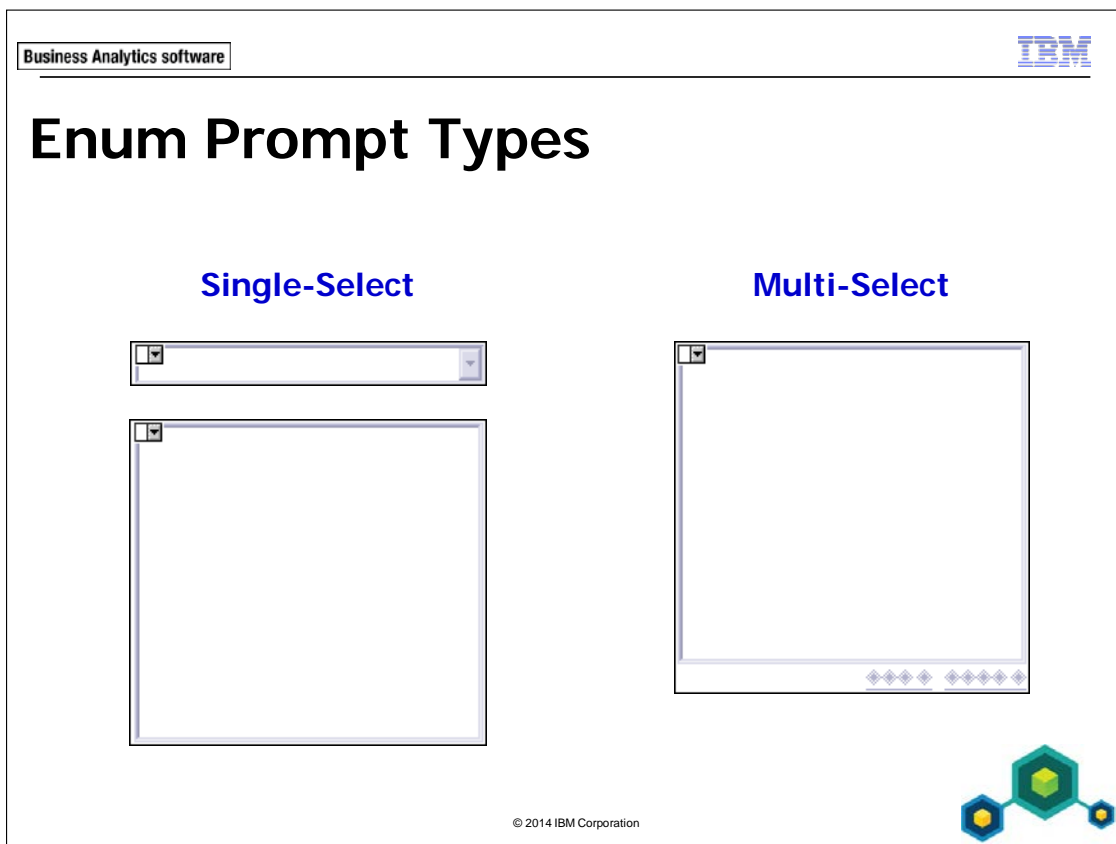 Business Analytics software
IBM
Enum Prompt Types
Single-Select
Multi-Select
© 2014 IBM Corporation